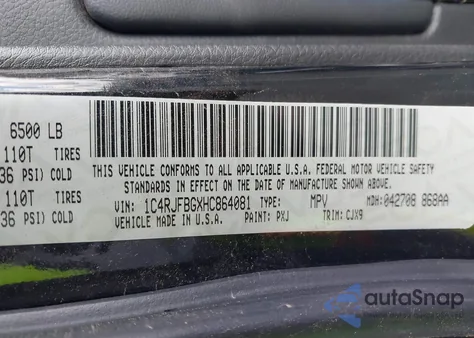 6500 LB
110T TIRES
36 PSI) COLD
110T TIRES
36 PSI) COLD
THIS VEHICLE CONFORMS TO ALL APPLICABLE U.S.A. FEDERAL MOTOR VEHICLE SAFETY
STANDARDS IN EFFECT ON THE DATE OF MANUFACTURE SHOWN ABOVE.
VIN: 1C4RJFBGXHC864081 TYPE: MPV MDH: 042708 868AA
VEHICLE MADE IN U.S.A. PAINT: PXJ TRIM: CJX9
autoSnap